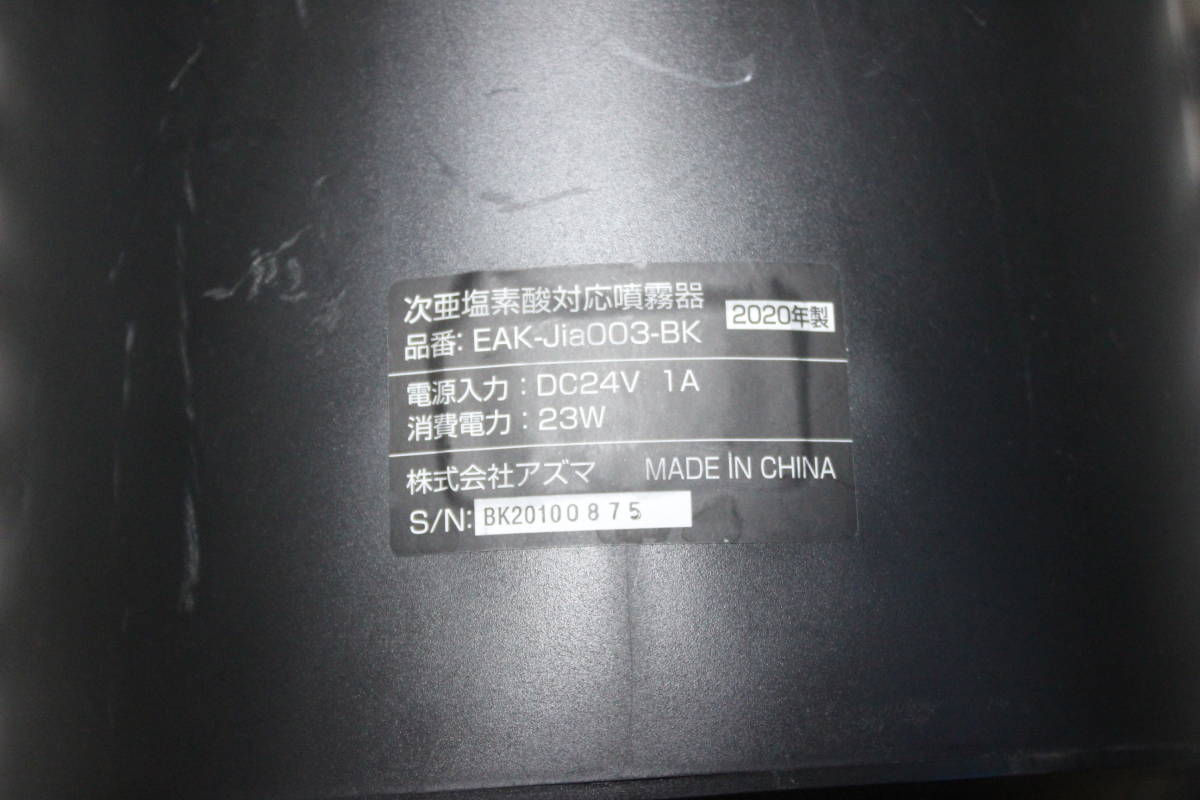 次亜塩素酸対応噴霧器 2020年製
品番: EAK-Jia003-BK
電源入力：DC24V 1A
消費電力：23W
株式会社アズマ MADE IN CHINA
S/N: BK20100875